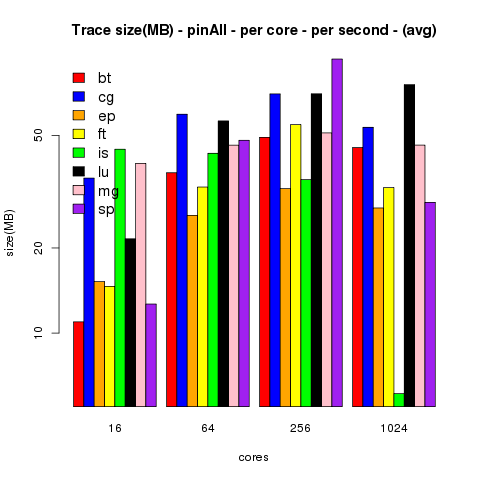 Trace size(MB) - pinAll - per core - per second - (avg)
bt
cg
ep
ft
is
lu
mg
sp
size(MB)
50
20
10
16
64
256
1024
cores